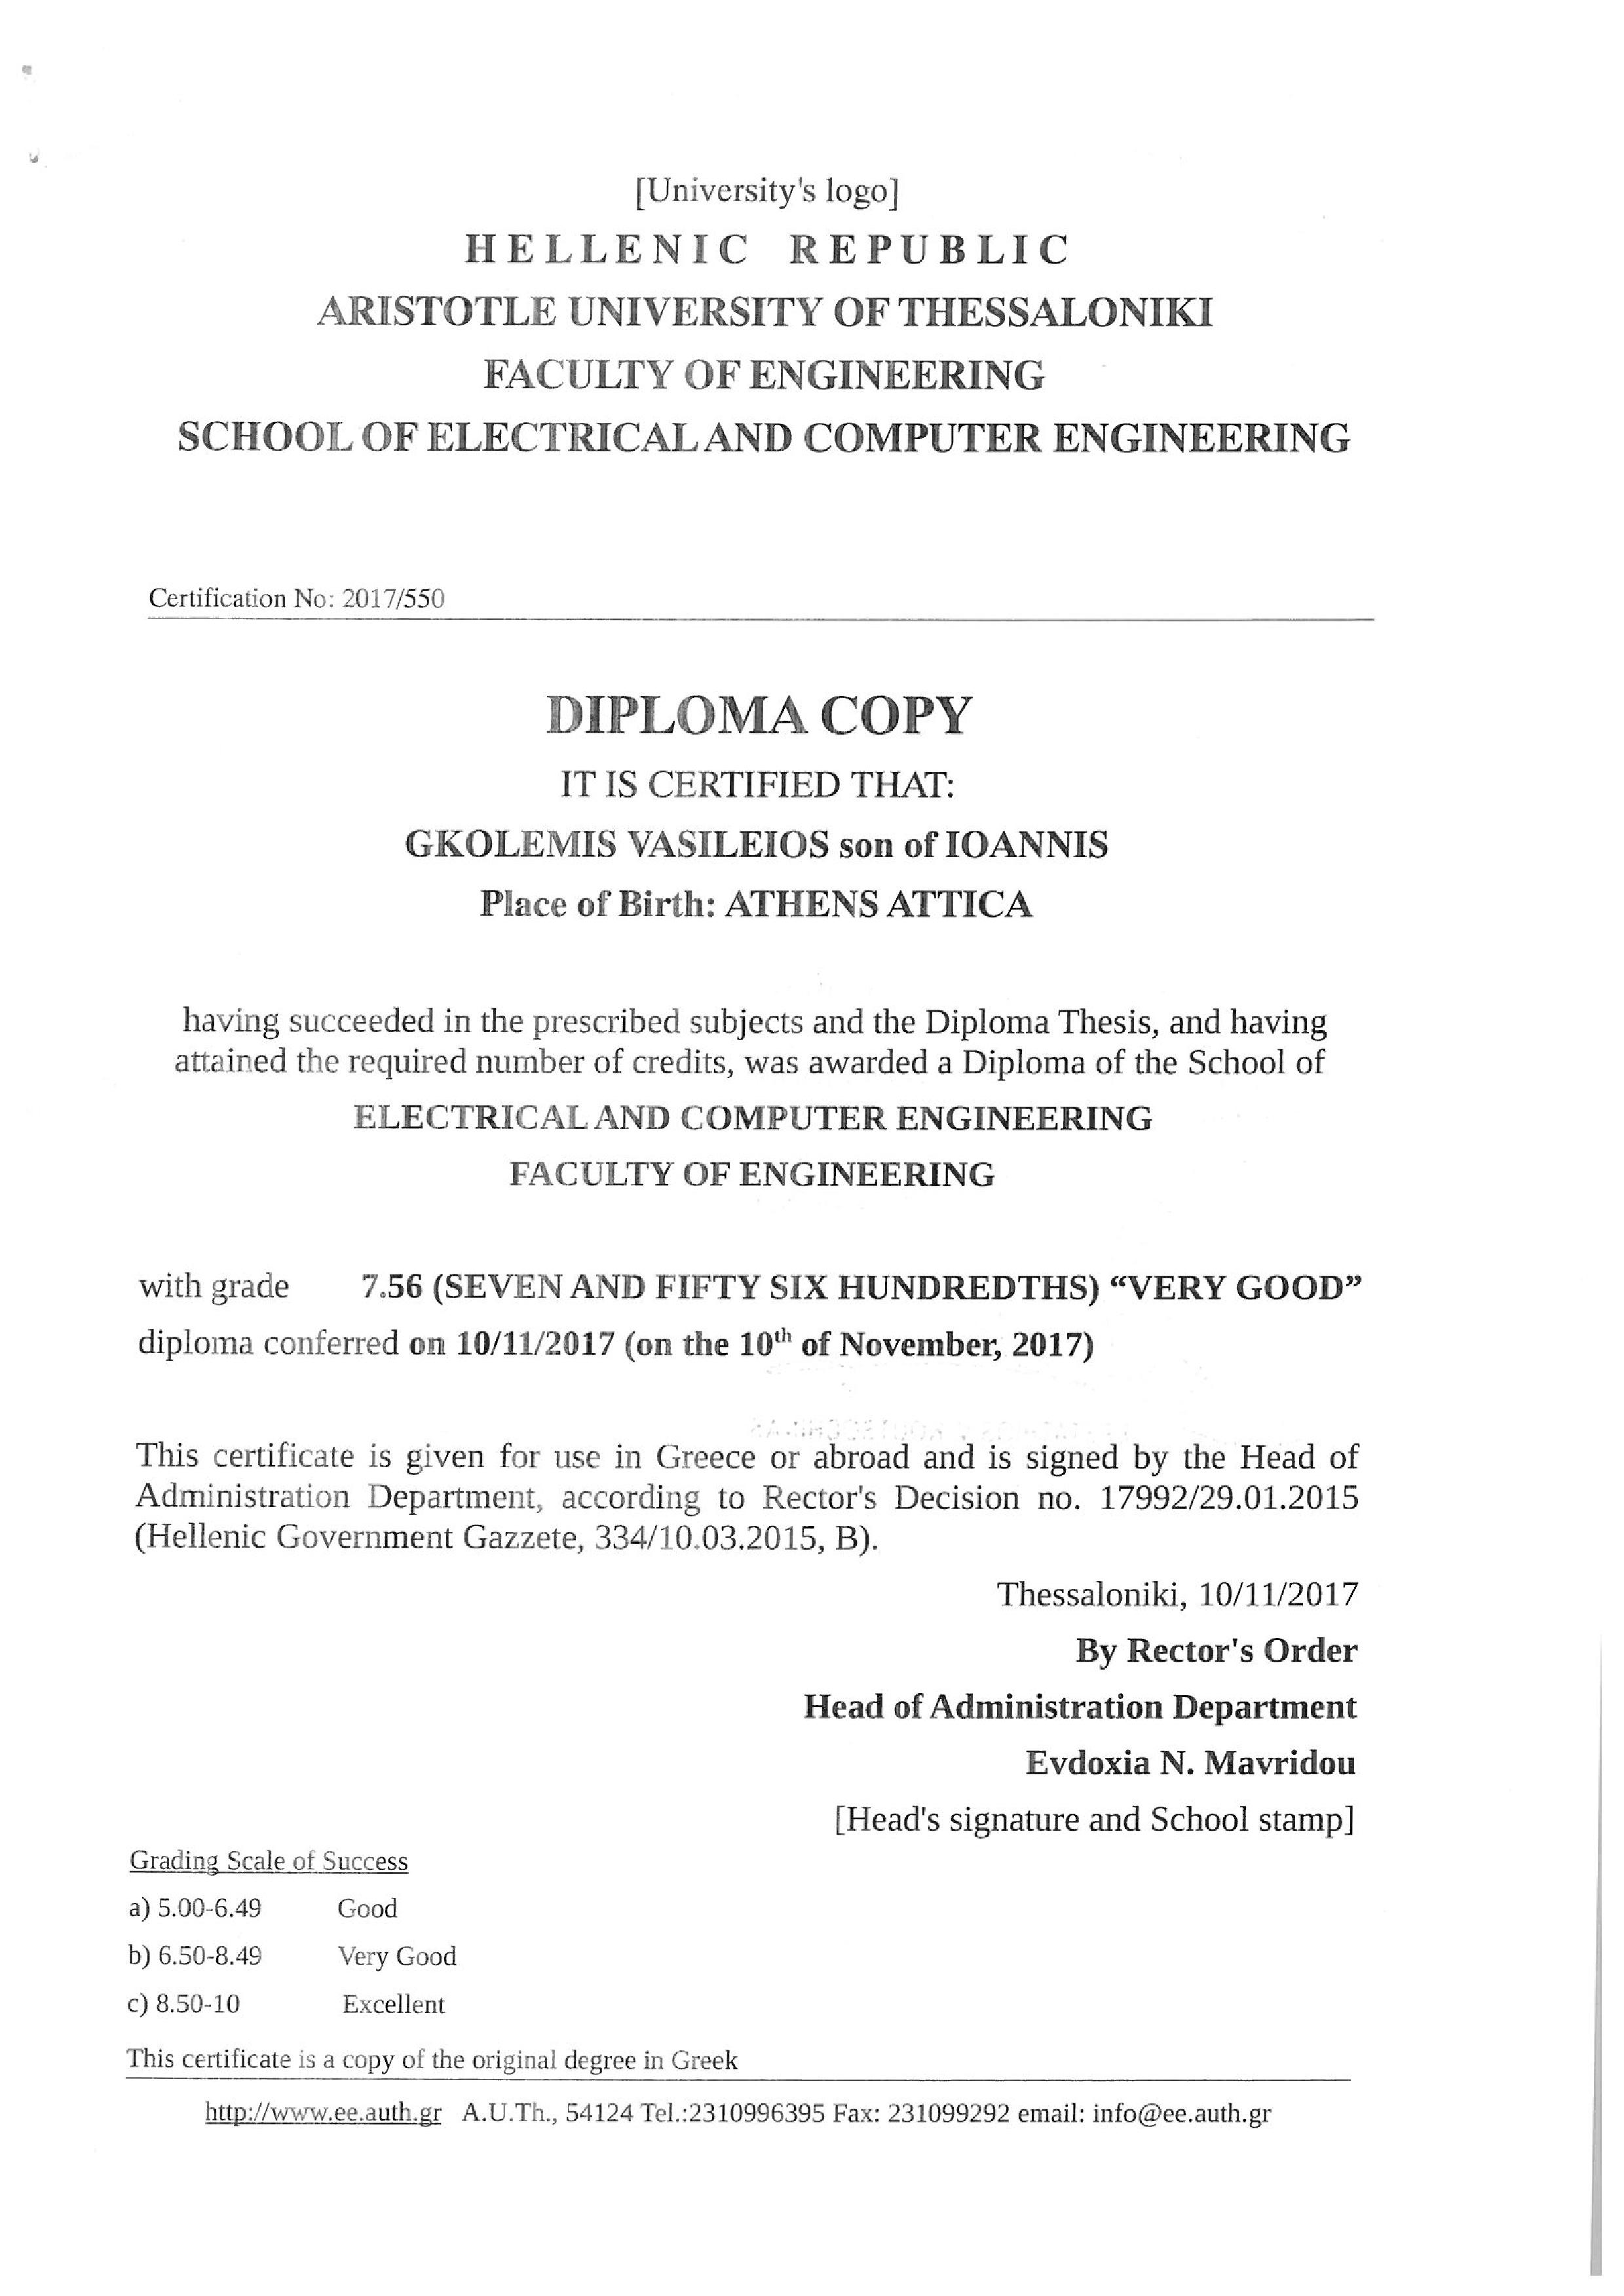 [University's logo]
HELLENIC REPUBLIC
ARISTOTLE UNIVERSITY OF THESSALONIKI
FACULTY OF ENGINEERING
SCHOOL OF ELECTRICAL AND COMPUTER ENGINEERING
Certification No: 2017/550
DIPLOMA COPY
IT IS CERTIFIED THAT:
GKOLEMIS VASILEIOS son of IOANNIS
Place of Birth: ATHENS ATTICA
having succeeded in the prescribed subjects and the Diploma Thesis, and having
attained the required number of credits, was awarded a Diploma of the School of
ELECTRICAL AND COMPUTER ENGINEERING
FACULTY OF ENGINEERING
with grade 7.56 (SEVEN AND FIFTY SIX HUNDREDTHS) “VERY GOOD”
diploma conferred on 10/11/2017 (on the 10th of November, 2017)
This certificate is given for use in Greece or abroad and is signed by the Head of
Administration Department, according to Rector's Decision no. 17992/29.01.2015
(Hellenic Government Gazzete, 334/10.03.2015, B).
Thessaloniki, 10/11/2017
By Rector's Order
Head of Administration Department
Evdoxia N. Mavridou
[Head's signature and School stamp]
Grading Scale of Success
a) 5.00-6.49 Good
b) 6.50-8.49 Very Good
c) 8.50-10 Excellent
This certificate is a copy of the original degree in Greek
http://www.ee.auth.gr A.U.Th., 54124 Tel.:2310996395 Fax: 231099292 email: info@ee.auth.gr